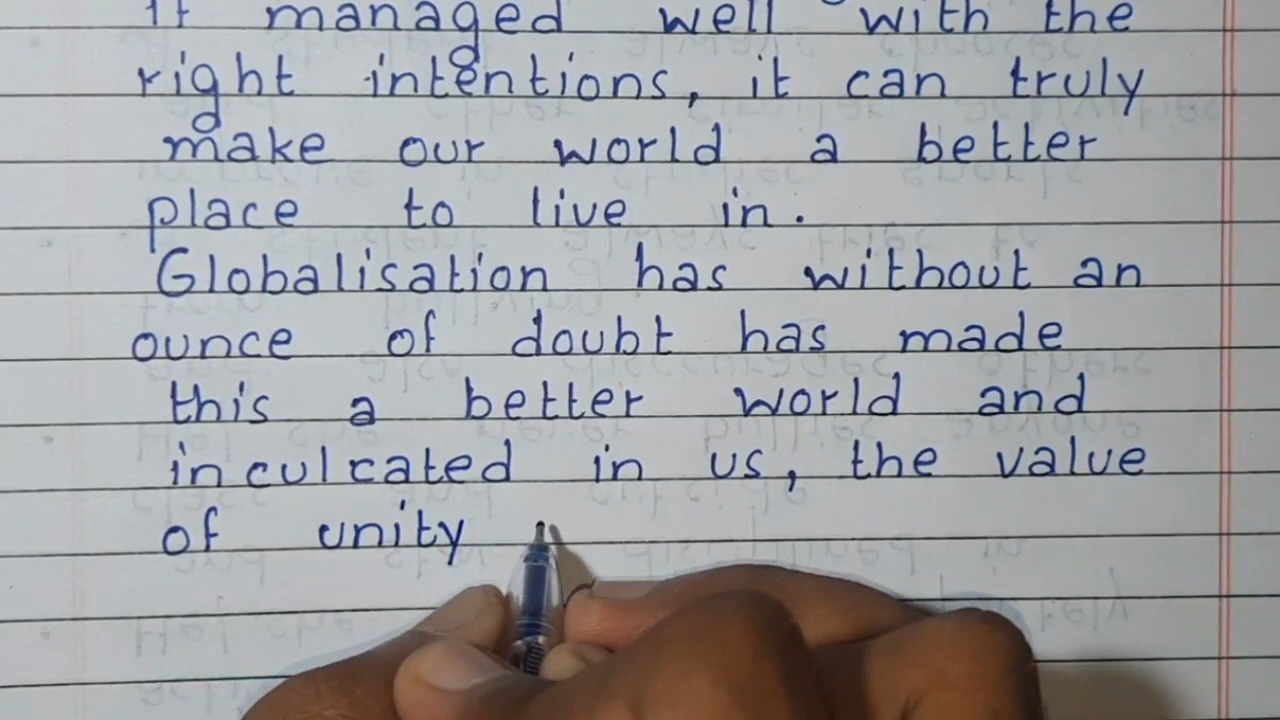 If managed well with the
right intentions, it can truly
make our world a better
place to live in.
Globalisation has without an
ounce of doubt has made
this a better world and
inculcated in us, the value
of unity